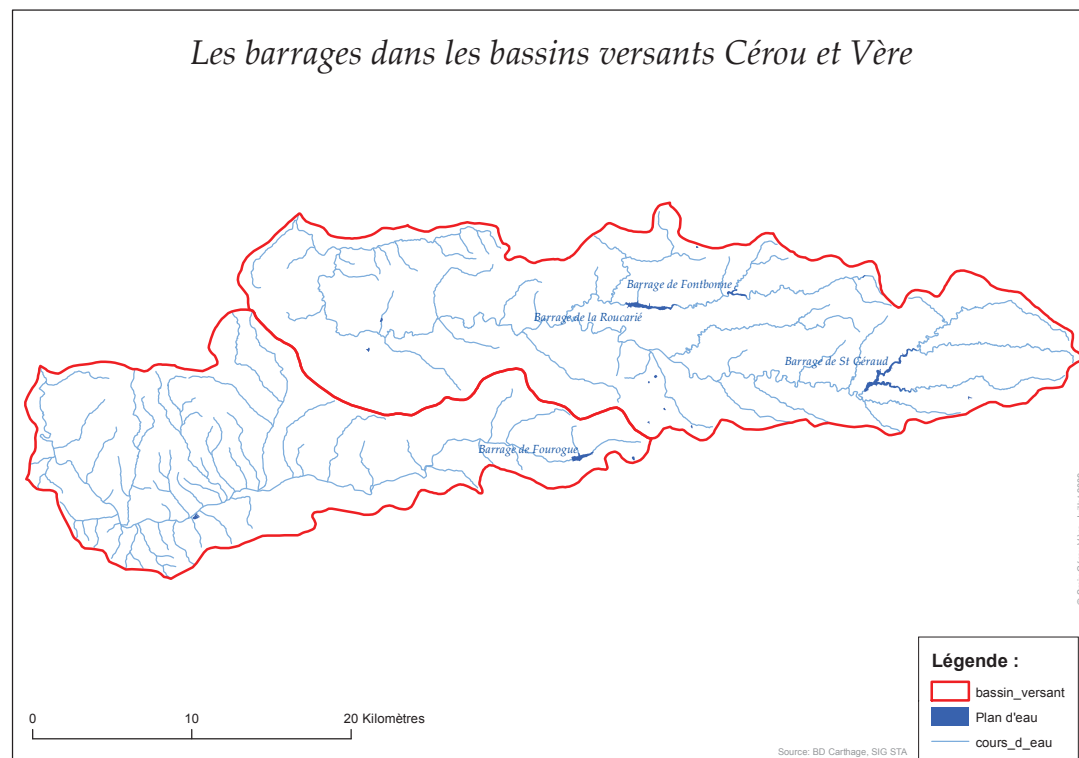 Les barrages dans les bassins versants Cérou et Vère
Barrage de Fontbonne
Barrage de la Roucarié
Barrage de St Géraud
Barrage de Fourogue
Légende :
bassin_versant
Plan d'eau
cours_d_eau
0 10 20 Kilomètres
Source: BD Carthage, SIG STA